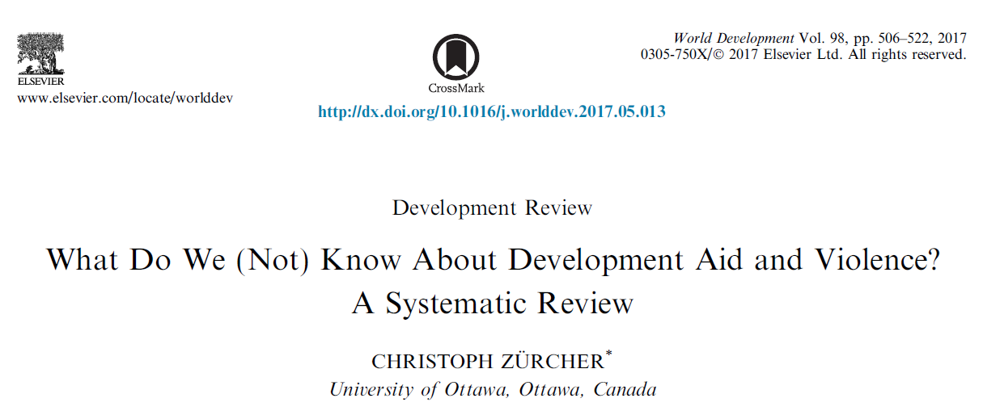 ELSEVIER
www.elsevier.com/locate/worlddev
CrossMark
http://dx.doi.org/10.1016/j.worlddev.2017.05.013
World Development Vol. 98, pp. 506–522, 2017
0305-750X/© 2017 Elsevier Ltd. All rights reserved.
Development Review
What Do We (Not) Know About Development Aid and Violence?
A Systematic Review
CHRISTOPH ZÜRCHER*
University of Ottawa, Ottawa, Canada